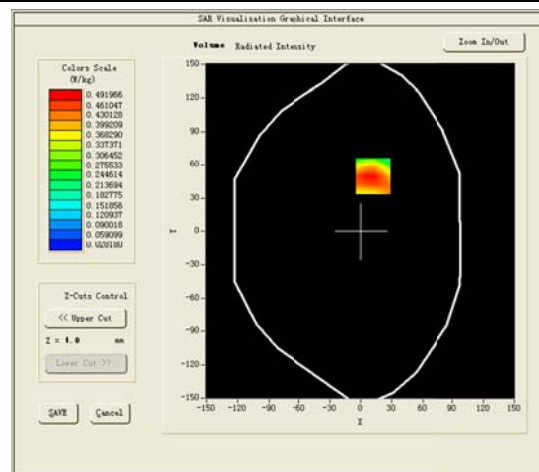 SAR Visualisation Graphical Interface
Volume Radiated Intensity
Zoom In/Out
Colors Scale
(W/kg)
0.491966
0.461047
0.430128
0.399209
0.368290
0.337371
0.306452
0.275533
0.244614
0.213694
0.182775
0.151856
0.120937
0.090018
0.059099
150
120
90
60
30
0
-30
-60
-90
-120
-150
Y
-150 -120 -90 -60 -30 0 30 60 90 120 150
X
Z-Cuts Control
<< Upper Cut
Z = 4.0 mm
Lower Cut >>
SAVE Cancel